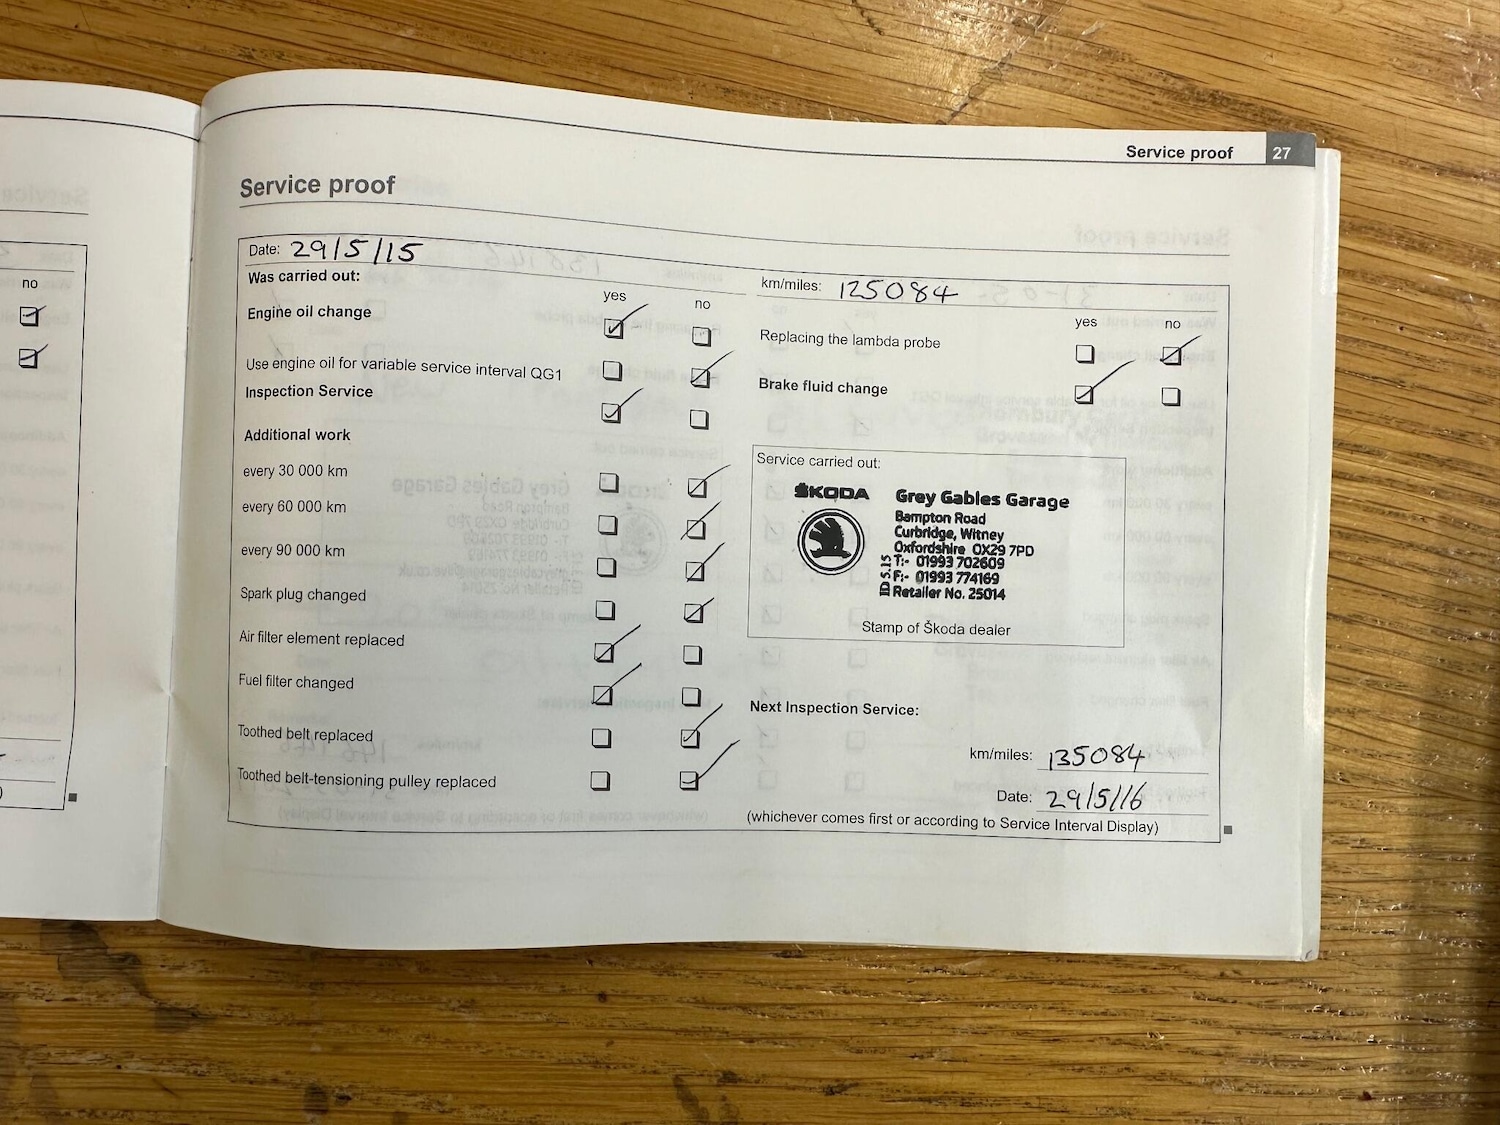 Service proof 27
Service proof
Date: 29/5/15
Was carried out:
yes no
Engine oil change
Use engine oil for variable service interval QG1
Inspection Service
Additional work
every 30 000 km
every 60 000 km
every 90 000 km
Spark plug changed
Air filter element replaced
Fuel filter changed
Toothed belt replaced
Toothed belt-tensioning pulley replaced
km/miles: 125084
yes no
Replacing the lambda probe
Brake fluid change
Service carried out:
ŠKODA
Grey Gables Garage
Bampton Road
Curbridge, Witney
Oxfordshire OX29 7PD
T:- 01993 702609
F:- 01993 774169
Retailer No. 25014
Stamp of Škoda dealer
Next Inspection Service:
km/miles: 135084
Date: 29/5/16
(whichever comes first or according to Service Interval Display)
no